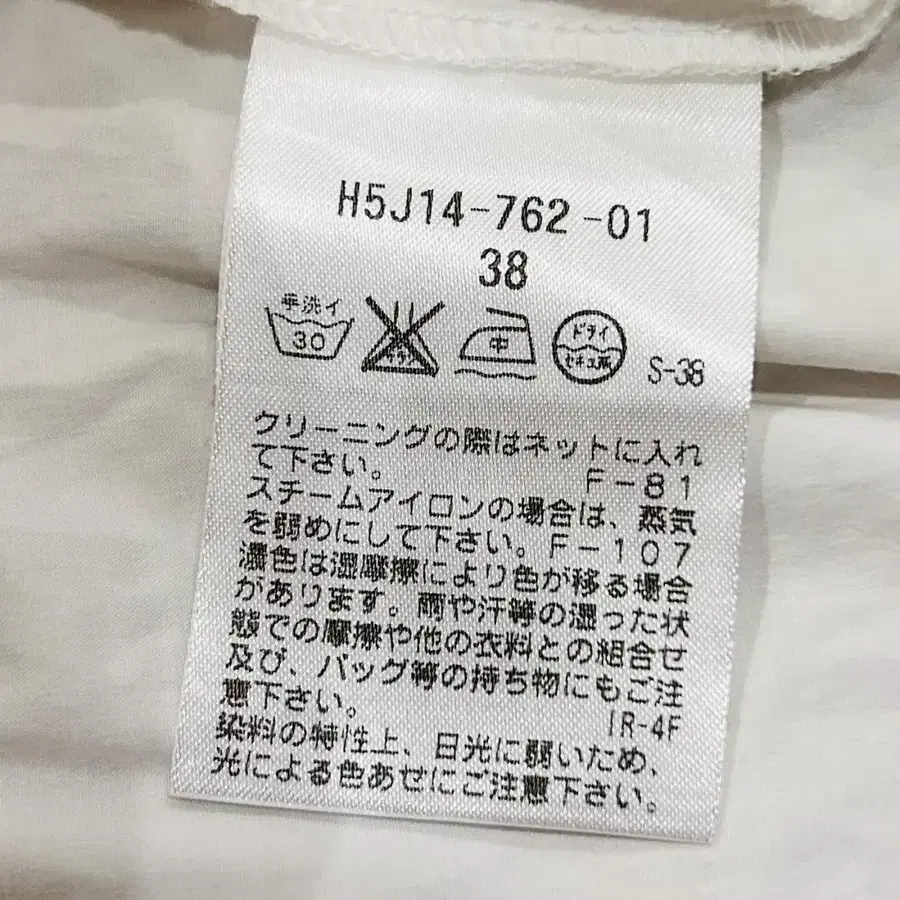 H5J14-762-01
38
手洗イ
30
エンソ
サラシ
中
ドライ
セキユ系
S-38
クリーニングの際はネットに入れ
て下さい。 F-81
スチームアイロンの場合は、蒸気
を弱めにして下さい。F-107
濃色は湿摩擦により色が移る場合
があります。雨や汗等の湿った状
態での摩擦や他の衣料との組合せ
及び、バッグ等の持ち物にもご注
意下さい。 IR-4F
染料の特性上、日光に弱いため、
光による色あせにご注意下さい。